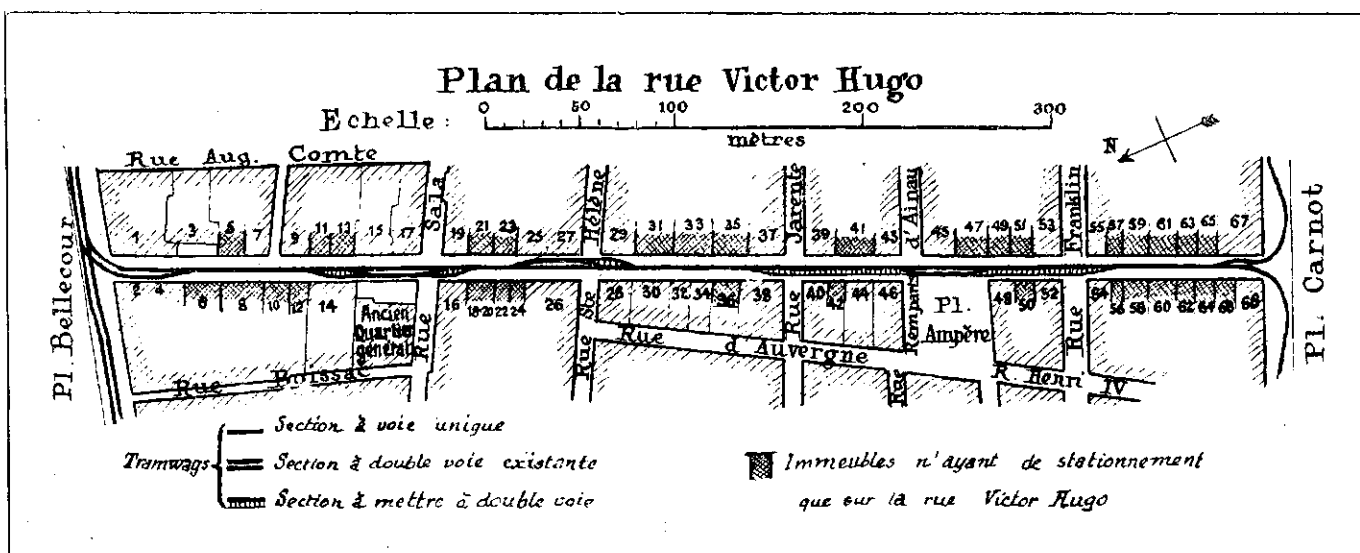 Plan de la rue Victor Hugo
Echelle :
0 50 100 200 300
mètres
N
Rue Aug. Comte
Pl. Bellecour
Rue Sala
Rue Ste Hélène
Rue Jarente
Rue Remparts d'Ainay
Rue Franklin
Pl. Carnot
1 3 5 7 9 11 13 15 17 19 21 23 25 27 29 31 33 35 37 39 41 43 45 47 49 51 53 55 57 59 61 63 65 67
2 4 6 8 10 12 14 16 18 20 22 24 26 28 30 32 34 36 38 40 42 44 46 48 50 52 54 56 58 60 62 64 66 68
Ancien
Quartier
général
Pl.
Ampère
Rue Boissac
Rue d'Auvergne
R Henri IV
Tramways
Section à voie unique
Section à double voie existante
Section à mettre à double voie
Immeubles n'ayant de stationnement
que sur la rue Victor Hugo